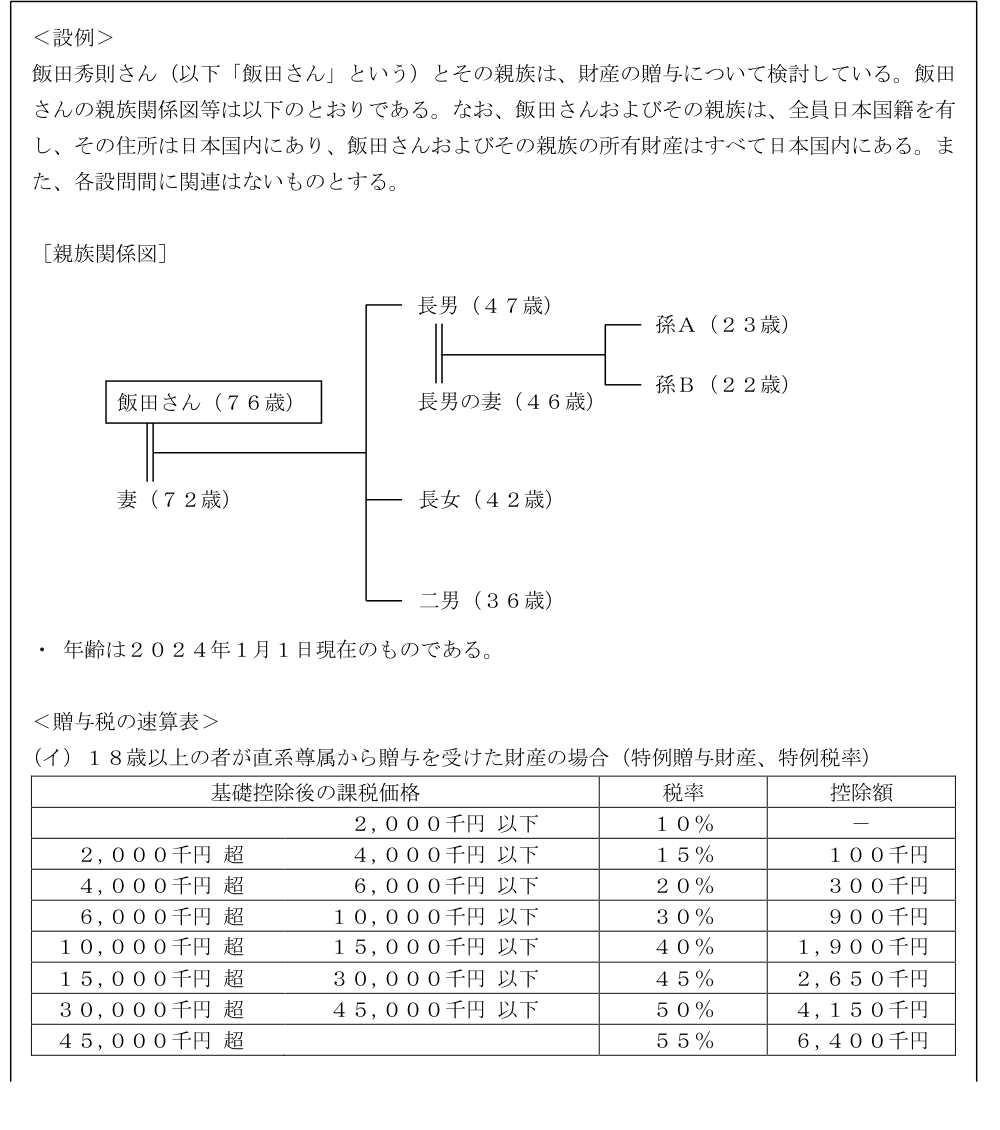 ＜設例＞
飯田秀則さん（以下「飯田さん」という）とその親族は、財産の贈与について検討している。飯田
さんの親族関係図等は以下のとおりである。なお、飯田さんおよびその親族は、全員日本国籍を有
し、その住所は日本国内にあり、飯田さんおよびその親族の所有財産はすべて日本国内にある。ま
た、各設問間に関連はないものとする。
［親族関係図］
長男（４７歳）
孫Ａ（２３歳）
孫Ｂ（２２歳）
飯田さん（７６歳）
長男の妻（４６歳）
妻（７２歳）
長女（４２歳）
二男（３６歳）
・ 年齢は２０２４年１月１日現在のものである。
＜贈与税の速算表＞
（イ）１８歳以上の者が直系尊属から贈与を受けた財産の場合（特例贈与財産、特例税率）
基礎控除後の課税価格 税率 控除額
２,０００千円 以下 １０％ －
２,０００千円 超 ４,０００千円 以下 １５％ １００千円
４,０００千円 超 ６,０００千円 以下 ２０％ ３００千円
６,０００千円 超 １０,０００千円 以下 ３０％ ９００千円
１０,０００千円 超 １５,０００千円 以下 ４０％ １,９００千円
１５,０００千円 超 ３０,０００千円 以下 ４５％ ２,６５０千円
３０,０００千円 超 ４５,０００千円 以下 ５０％ ４,１５０千円
４５,０００千円 超 ５５％ ６,４００千円